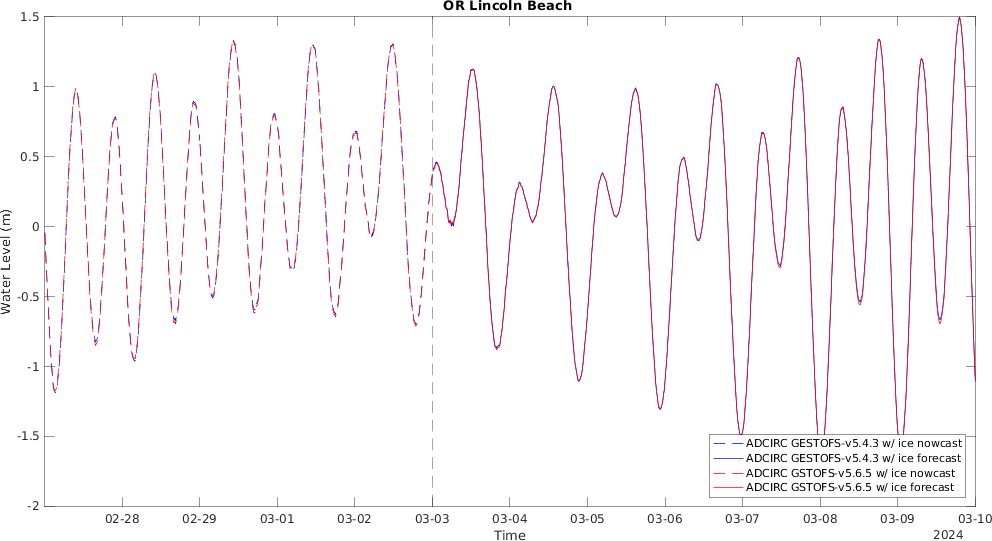 OR Lincoln Beach
1.5
1
0.5
0
-0.5
-1
-1.5
-2
Water Level (m)
ADCIRC GESTOFS-v5.4.3 w/ ice nowcast
ADCIRC GESTOFS-v5.4.3 w/ ice forecast
ADCIRC GSTOFS-v5.6.5 w/ ice nowcast
ADCIRC GSTOFS-v5.6.5 w/ ice forecast
02-28 02-29 03-01 03-02 03-03 03-04 03-05 03-06 03-07 03-08 03-09 03-10
Time
2024